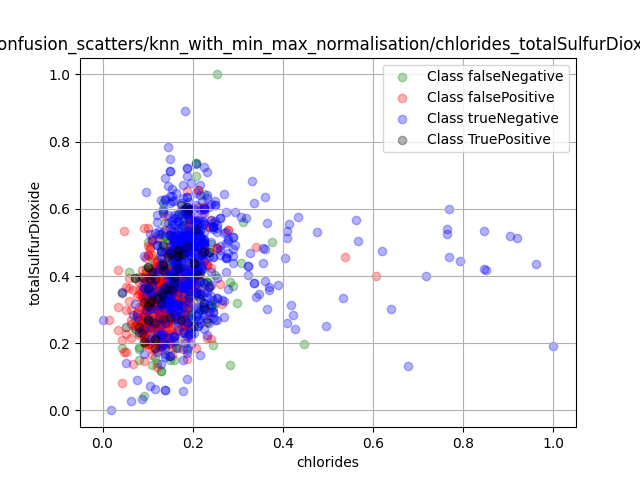 onfusion_scatters/knn_with_min_max_normalisation/chlorides_totalSulfurDiox
Class falseNegative
Class falsePositive
Class trueNegative
Class TruePositive
totalSulfurDioxide
1.0
0.8
0.6
0.4
0.2
0.0
0.0 0.2 0.4 0.6 0.8 1.0
chlorides